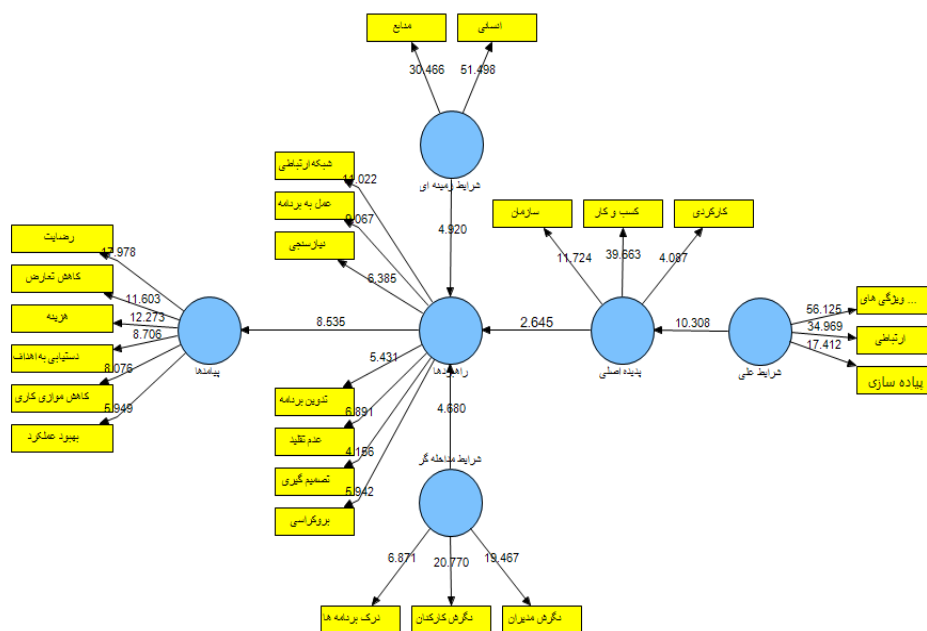 منابع
انسانی
30.466
51.498
شرایط زمینه ای
4.920
شبکه ارتباطی
11.022
عمل به برنامه
9.067
نیازسنجی
6.385
سازمان
کسب و کار
کارکردی
11.724
39.663
4.087
رضایت
17.978
کاهش تعارض
11.603
هزینه
12.273
دستیابی به اهداف
8.706
کاهش موازی کاری
8.076
بهبود عملکرد
5.949
پیامدها
8.535
راهبردها
2.645
پدیده اصلی
10.308
شرایط علی
ویژگی های ...
56.125
ارتباطی
34.969
پیاده سازی
17.412
تدوین برنامه
5.431
عدم تقلید
6.891
تصمیم گیری
4.156
بروکراسی
5.942
4.680
شرایط مداخله گر
6.871
20.770
19.467
درک برنامه ها
نگرش کارکنان
نگرش مدیران